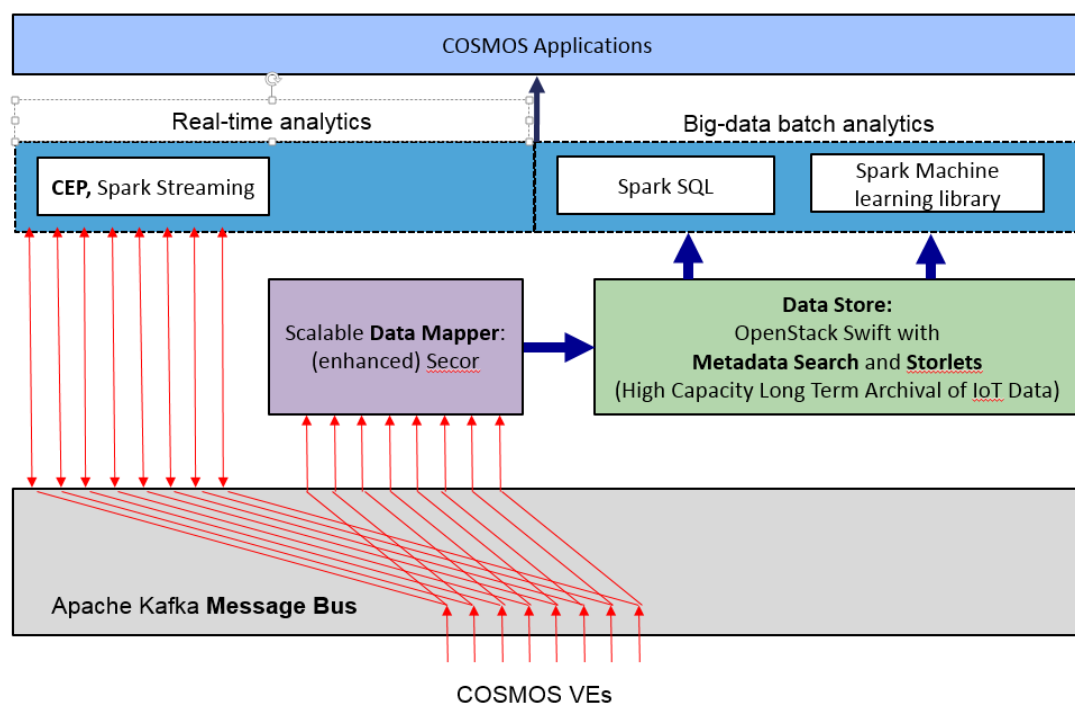 COSMOS Applications
Real-time analytics
Big-data batch analytics
CEP, Spark Streaming
Spark SQL
Spark Machine
learning library
Scalable Data Mapper:
(enhanced) Secor
Data Store:
OpenStack Swift with
Metadata Search and Storlets
(High Capacity Long Term Archival of IoT Data)
Apache Kafka Message Bus
COSMOS VEs